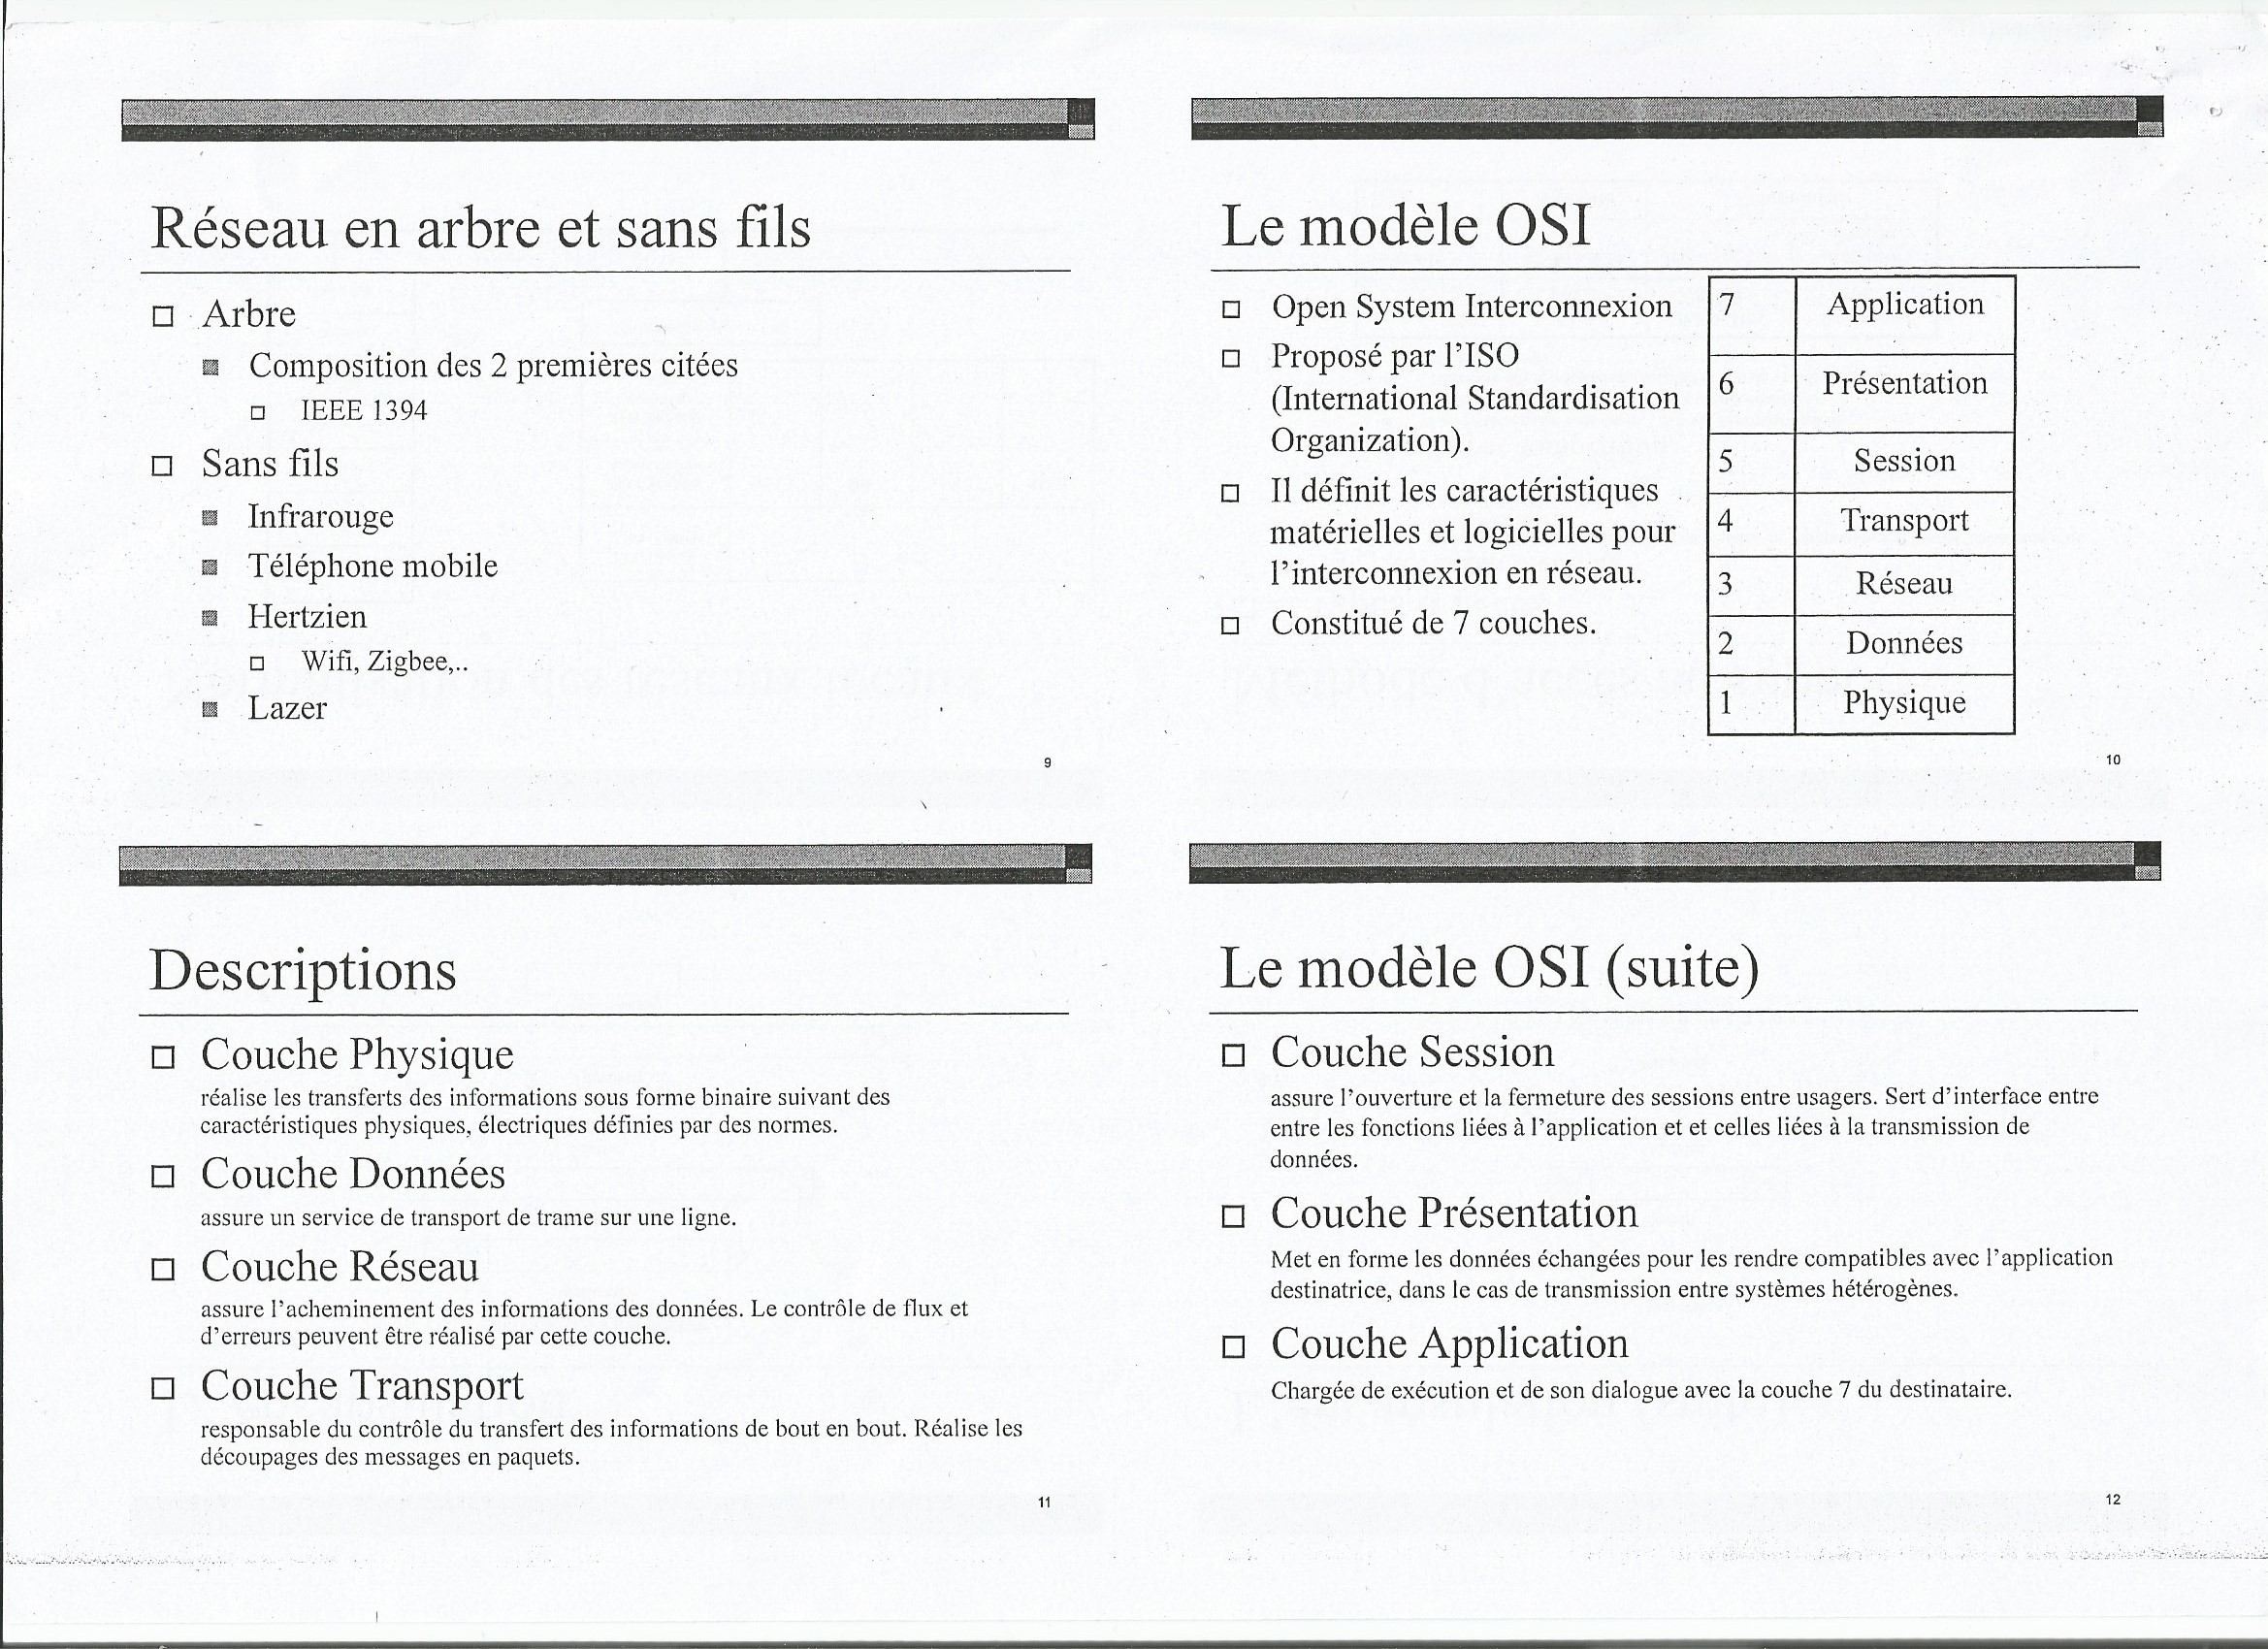 Réseau en arbre et sans fils
Arbre
Composition des 2 premières citées
IEEE 1394
Sans fils
Infrarouge
Téléphone mobile
Hertzien
Wifi, Zigbee,..
Lazer
9
Le modèle OSI
Open System Interconnexion
Proposé par l'ISO
(International Standardisation
Organization).
Il définit les caractéristiques
matérielles et logicielles pour
l'interconnexion en réseau.
Constitué de 7 couches.
7 Application
6 Présentation
5 Session
4 Transport
3 Réseau
2 Données
1 Physique
10
Descriptions
Couche Physique
réalise les transferts des informations sous forme binaire suivant des
caractéristiques physiques, électriques définies par des normes.
Couche Données
assure un service de transport de trame sur une ligne.
Couche Réseau
assure l'acheminement des informations des données. Le contrôle de flux et
d'erreurs peuvent être réalisé par cette couche.
Couche Transport
responsable du contrôle du transfert des informations de bout en bout. Réalise les
découpages des messages en paquets.
11
Le modèle OSI (suite)
Couche Session
assure l'ouverture et la fermeture des sessions entre usagers. Sert d'interface entre
entre les fonctions liées à l'application et et celles liées à la transmission de
données.
Couche Présentation
Met en forme les données échangées pour les rendre compatibles avec l'application
destinatrice, dans le cas de transmission entre systèmes hétérogènes.
Couche Application
Chargée de exécution et de son dialogue avec la couche 7 du destinataire.
12